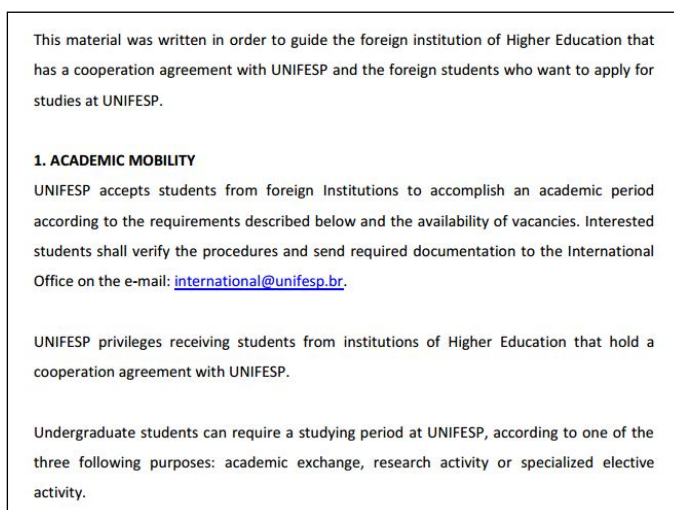 This material was written in order to guide the foreign institution of Higher Education that
has a cooperation agreement with UNIFESP and the foreign students who want to apply for
studies at UNIFESP.
1. ACADEMIC MOBILITY
UNIFESP accepts students from foreign Institutions to accomplish an academic period
according to the requirements described below and the availability of vacancies. Interested
students shall verify the procedures and send required documentation to the International
Office on the e-mail: international@unifesp.br.
UNIFESP privileges receiving students from institutions of Higher Education that hold a
cooperation agreement with UNIFESP.
Undergraduate students can require a studying period at UNIFESP, according to one of the
three following purposes: academic exchange, research activity or specialized elective
activity.